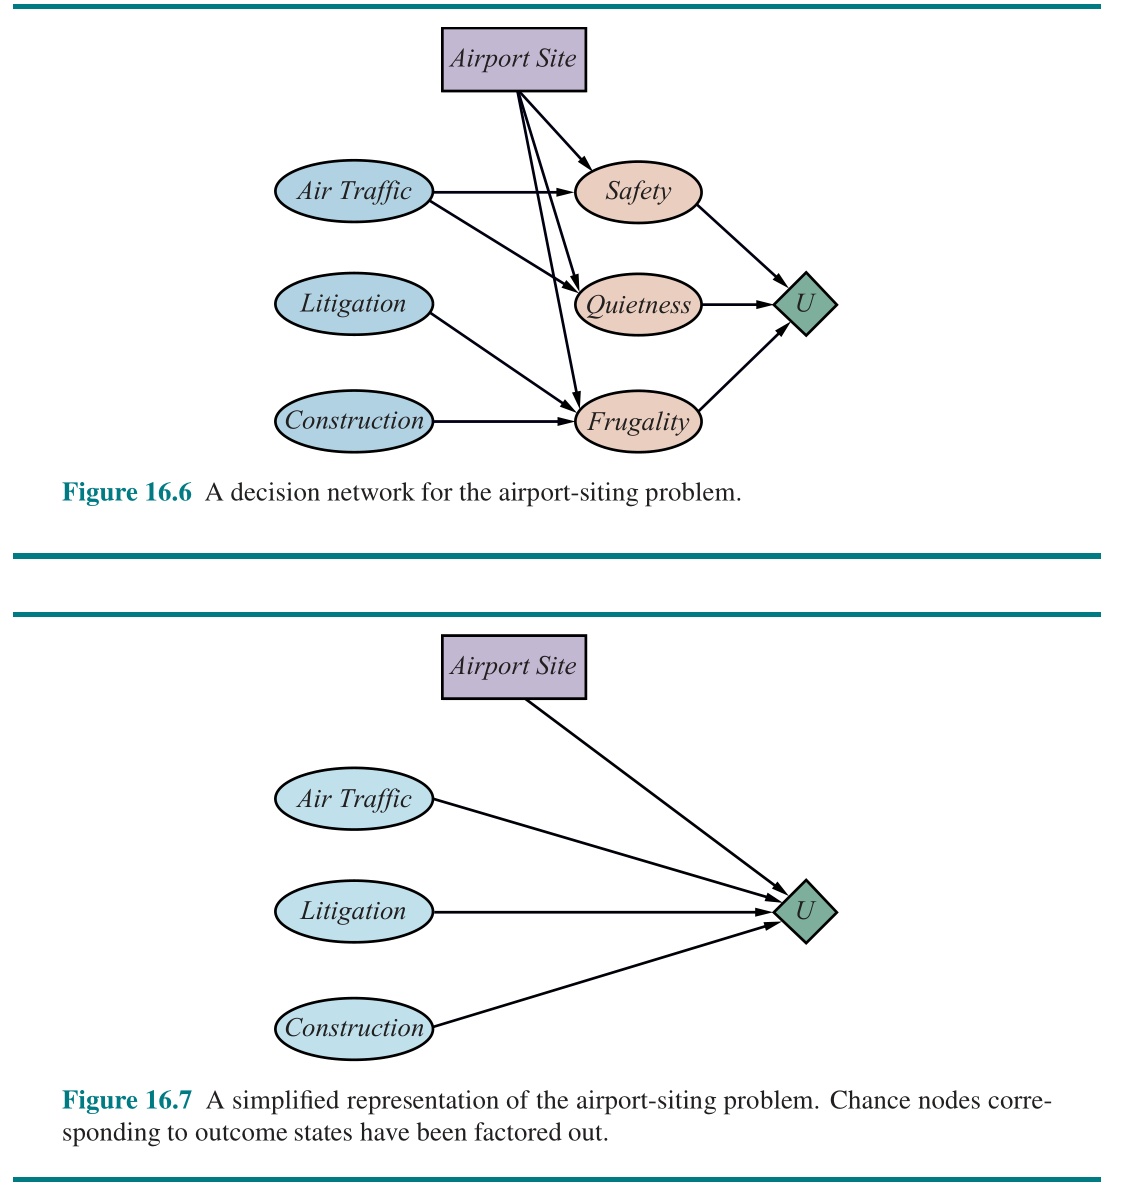 Airport Site
Air Traffic
Safety
Litigation
Quietness
U
Construction
Frugality
Figure 16.6 A decision network for the airport-siting problem.
Airport Site
Air Traffic
Litigation
U
Construction
Figure 16.7 A simplified representation of the airport-siting problem. Chance nodes corre-
sponding to outcome states have been factored out.